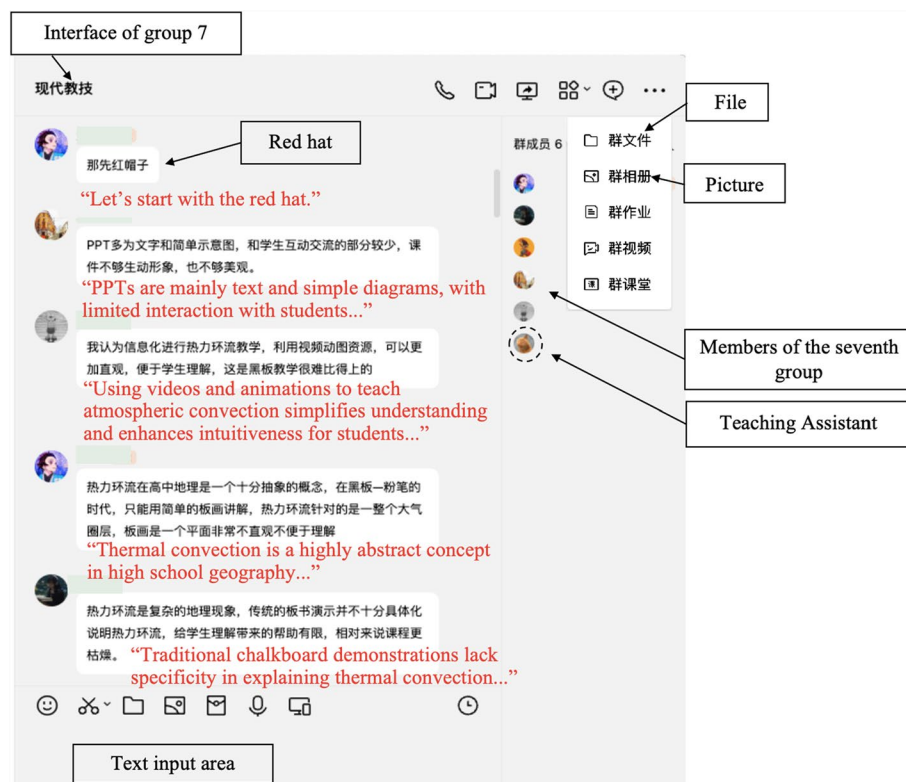 Interface of group 7
现代教技
File
群成员 6
群文件
Red hat
那先红帽子
群相册
Picture
“Let’s start with the red hat.”
群作业
PPT多为文字和简单示意图，和学生互动交流的部分较少，课
件不够生动形象，也不够美观。
群视频
群课堂
“PPTs are mainly text and simple diagrams, with
limited interaction with students...”
我认为信息化进行热力环流教学，利用视频动图资源，可以更
加直观，便于学生理解，这是黑板教学很难比得上的
Members of the seventh
group
“Using videos and animations to teach
atmospheric convection simplifies understanding
and enhances intuitiveness for students...”
Teaching Assistant
热力环流在高中地理是一个十分抽象的概念，在黑板—粉笔的
时代，只能用简单的板画讲解，热力环流针对的是一整个大气
圈层，板画是一个平面非常不直观不便于理解
“Thermal convection is a highly abstract concept
in high school geography...”
热力环流是复杂的地理现象，传统的板书演示并不十分具体化
说明热力环流，给学生理解带来的帮助有限，相对来说课程更
枯燥。
“Traditional chalkboard demonstrations lack
specificity in explaining thermal convection...”
Text input area